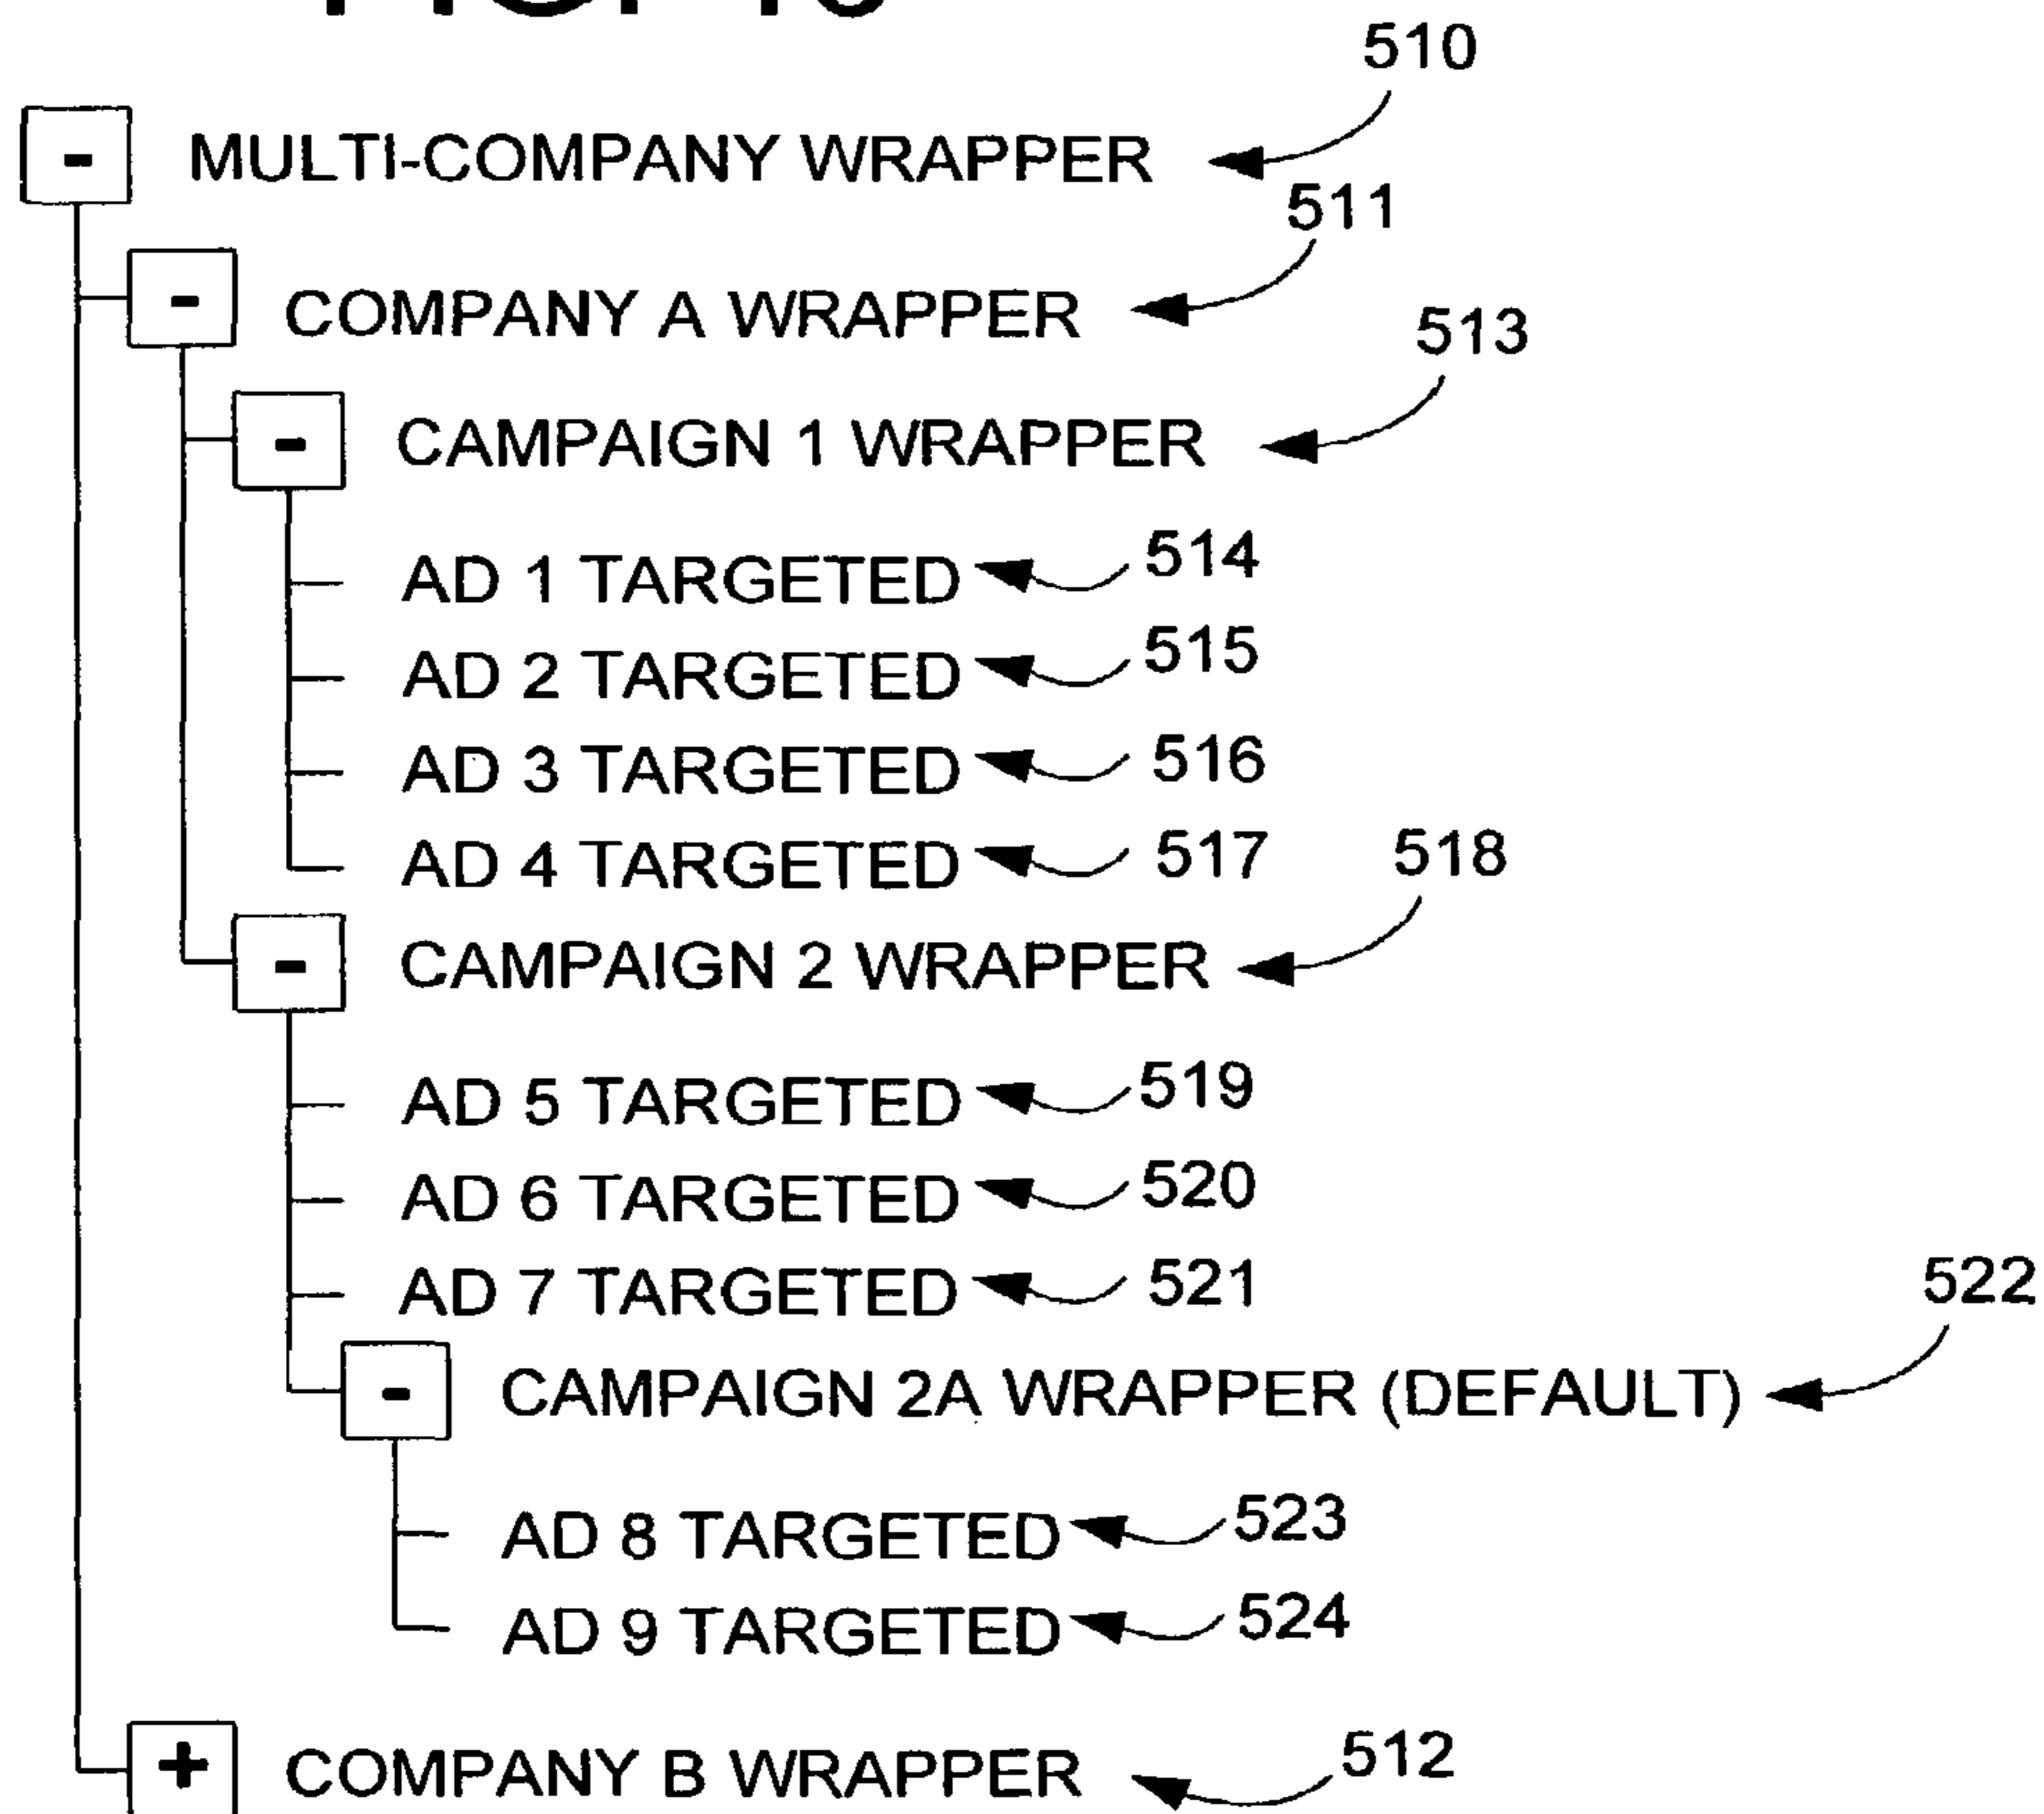 510
- MULTI-COMPANY WRAPPER
511
- COMPANY A WRAPPER
513
- CAMPAIGN 1 WRAPPER
AD 1 TARGETED 514
AD 2 TARGETED 515
AD 3 TARGETED 516
AD 4 TARGETED 517
518
- CAMPAIGN 2 WRAPPER
AD 5 TARGETED 519
AD 6 TARGETED 520
AD 7 TARGETED 521
522
- CAMPAIGN 2A WRAPPER (DEFAULT)
AD 8 TARGETED 523
AD 9 TARGETED 524
+ COMPANY B WRAPPER 512